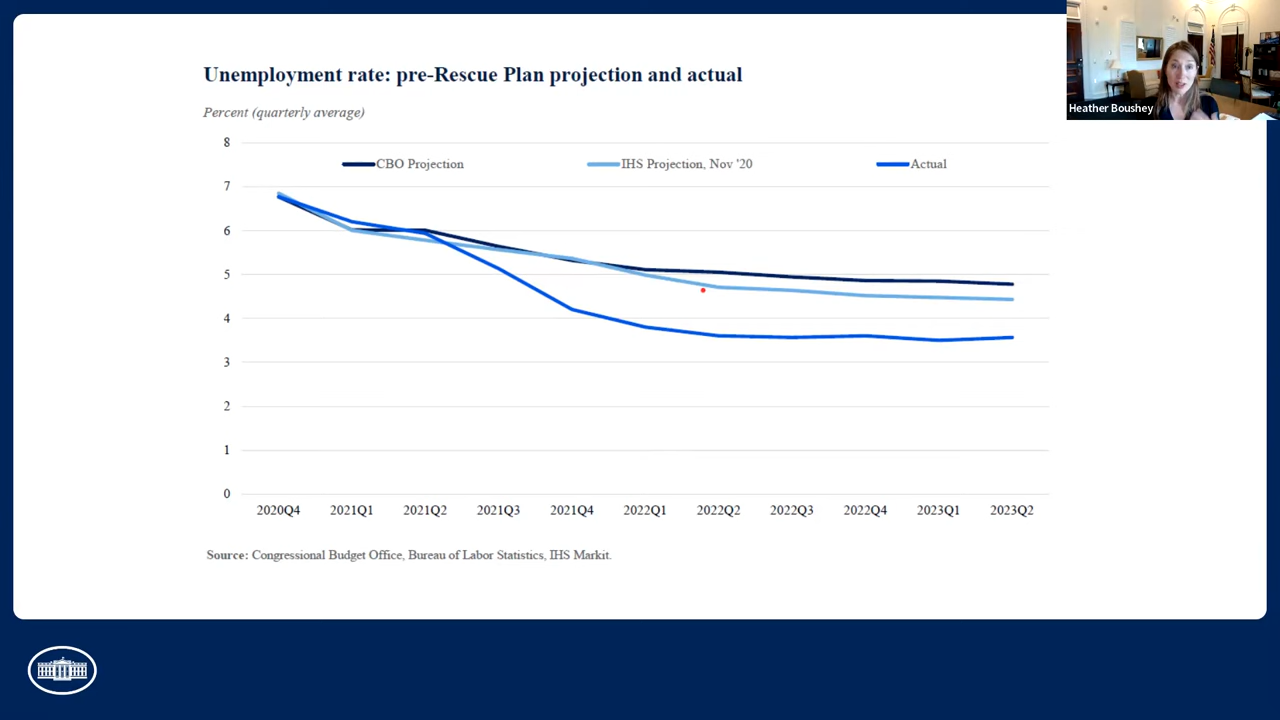 Heather Boushey
Unemployment rate: pre-Rescue Plan projection and actual
Percent (quarterly average)
8
CBO Projection IHS Projection, Nov '20 Actual
7
6
5
4
3
2
1
0
2020Q4 2021Q1 2021Q2 2021Q3 2021Q4 2022Q1 2022Q2 2022Q3 2022Q4 2023Q1 2023Q2
Source: Congressional Budget Office, Bureau of Labor Statistics, IHS Markit.